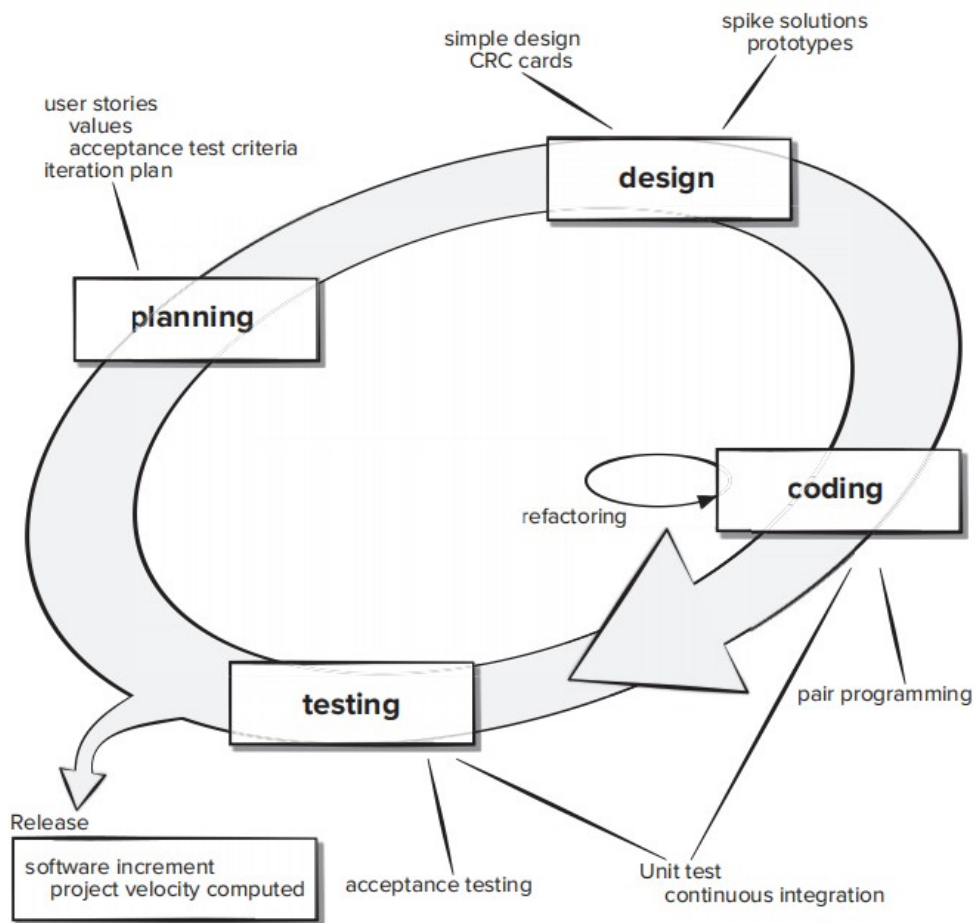 spike solutions
prototypes
simple design
CRC cards
user stories
values
acceptance test criteria
iteration plan
design
planning
coding
refactoring
testing
pair programming
Release
software increment
project velocity computed
acceptance testing
Unit test
continuous integration